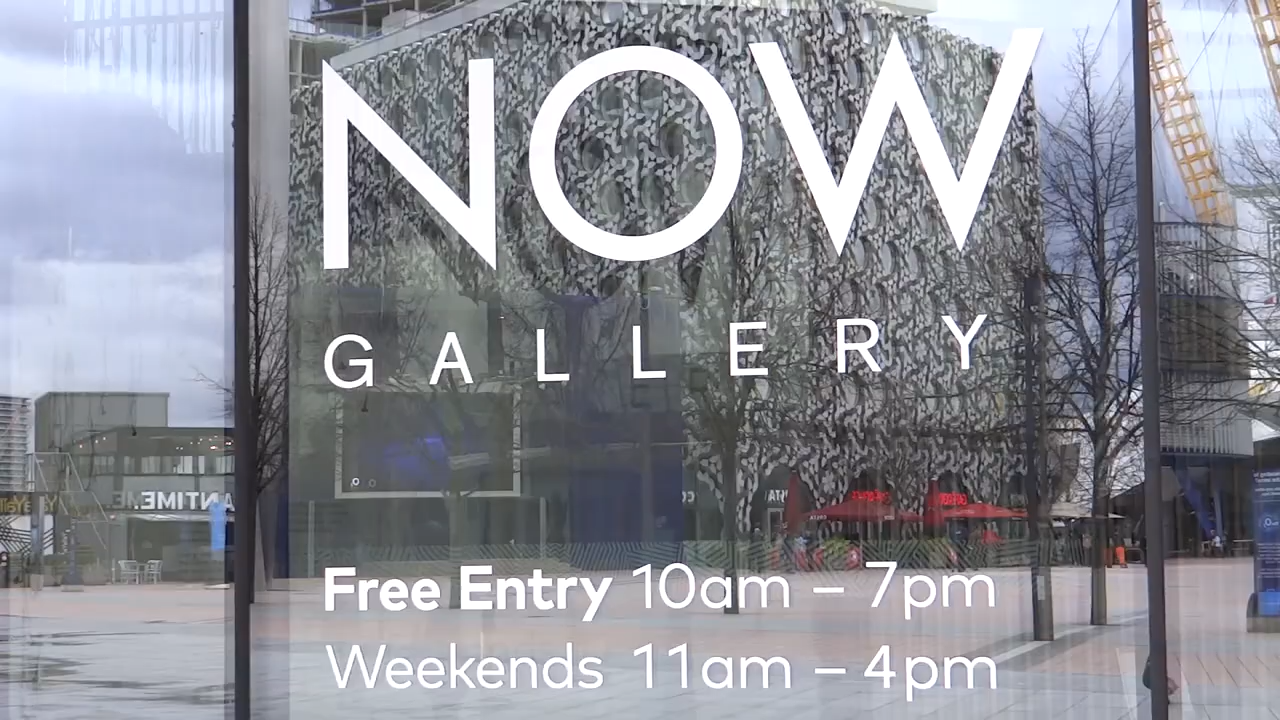 NOW
GALLERY
Free Entry 10am – 7pm
Weekends 11am – 4pm